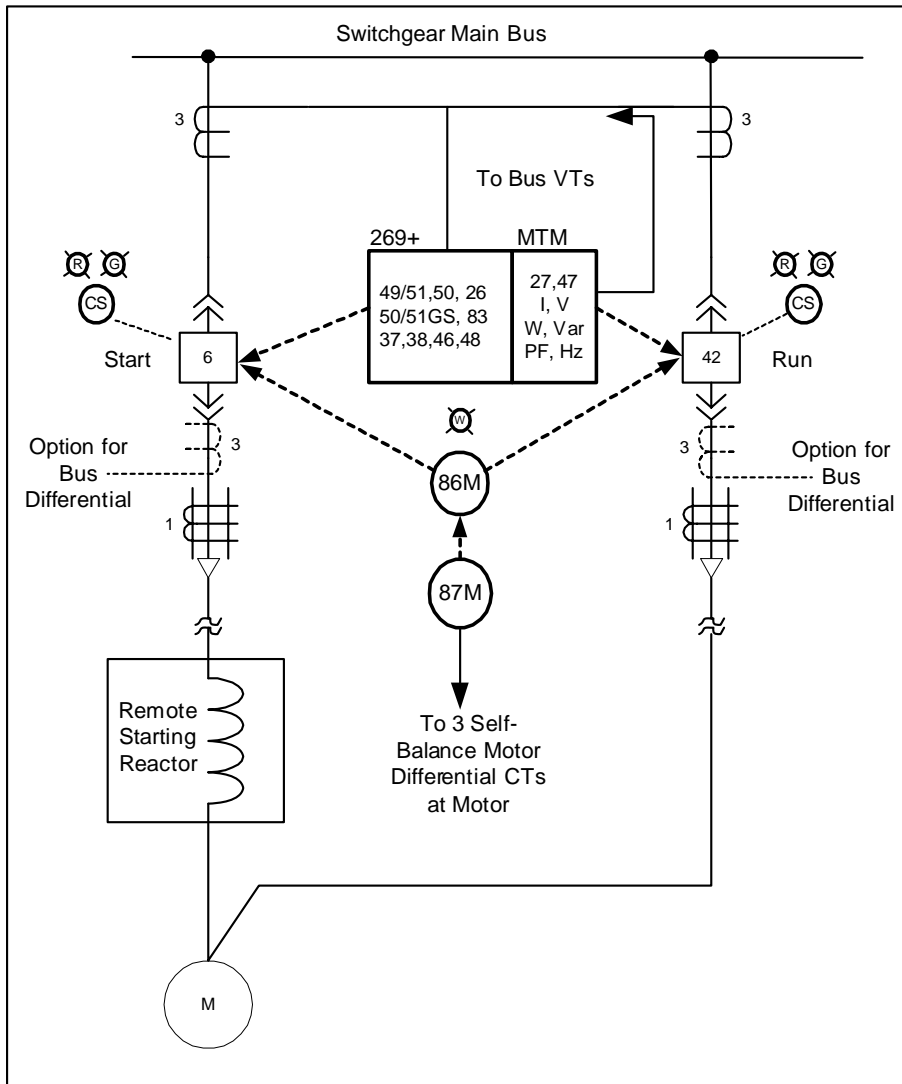 Switchgear Main Bus
3
3
To Bus VTs
269+
MTM
R
G
R
G
CS
CS
49/51,50, 26
50/51GS, 83
37,38,46,48
27,47
I, V
W, Var
PF, Hz
Start
6
42
Run
W
Option for
Bus
Differential
3
3
Option for
Bus
Differential
86M
1
1
87M
Remote
Starting
Reactor
To 3 Self-
Balance Motor
Differential CTs
at Motor
M